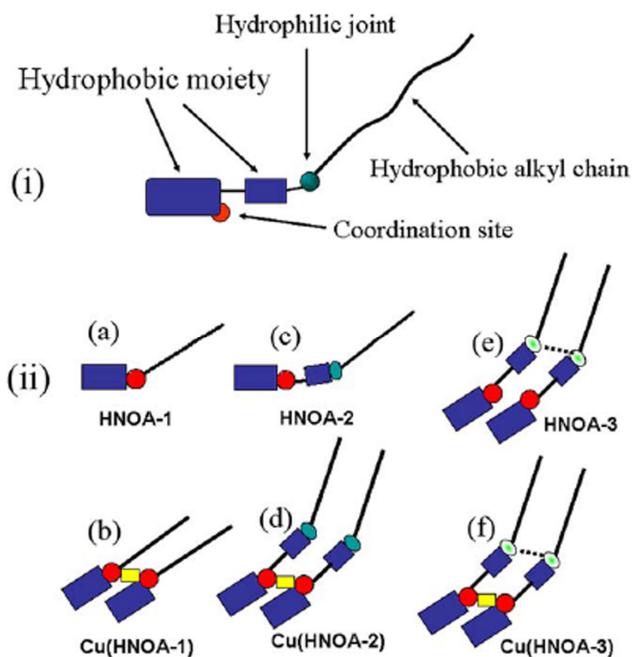 Hydrophilic joint
Hydrophobic moiety
Hydrophobic alkyl chain
(i)
Coordination site
(a)
(c)
(e)
(ii)
HNOA-1
HNOA-2
HNOA-3
(b)
(d)
(f)
Cu(HNOA-1)
Cu(HNOA-2)
Cu(HNOA-3)